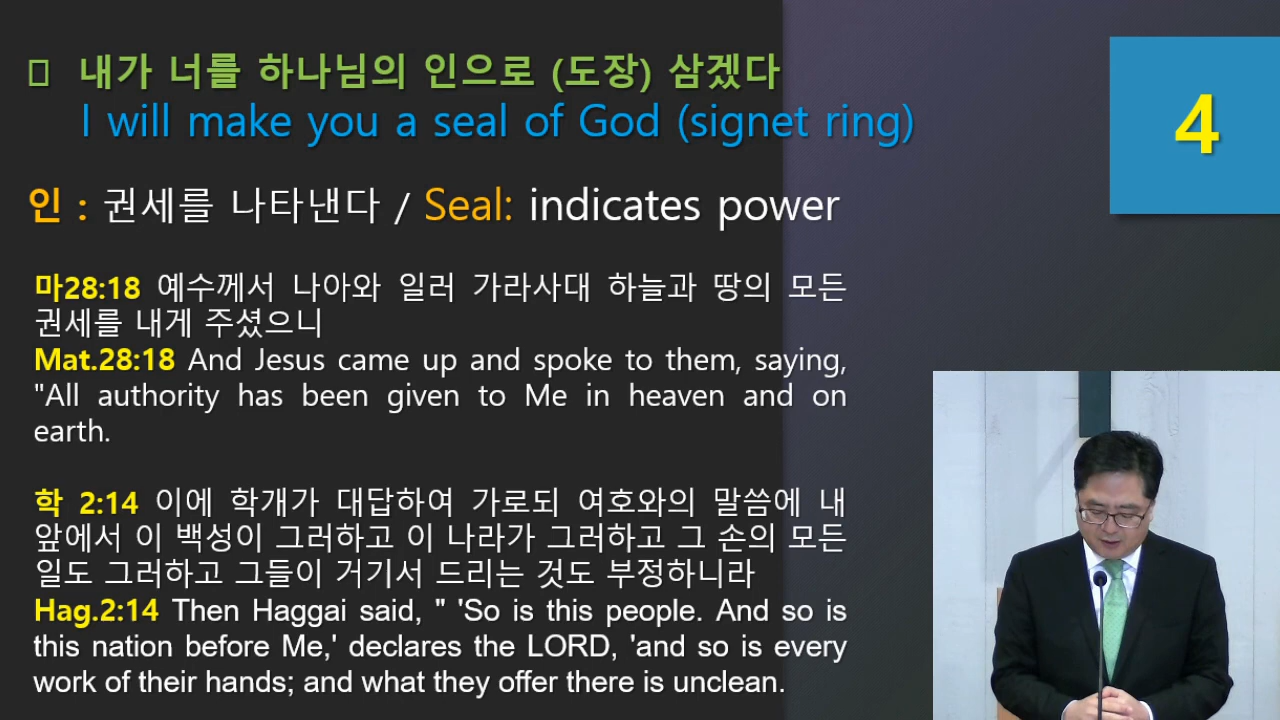 내가 너를 하나님의 인으로 (도장) 삼겠다
I will make you a seal of God (signet ring)
4
인 : 권세를 나타낸다 / Seal: indicates power
마28:18 예수께서 나아와 일러 가라사대 하늘과 땅의 모든
권세를 내게 주셨으니
Mat.28:18 And Jesus came up and spoke to them, saying,
"All authority has been given to Me in heaven and on
earth.
학 2:14 이에 학개가 대답하여 가로되 여호와의 말씀에 내
앞에서 이 백성이 그러하고 이 나라가 그러하고 그 손의 모든
일도 그러하고 그들이 거기서 드리는 것도 부정하니라
Hag.2:14 Then Haggai said, " 'So is this people. And so is
this nation before Me,' declares the LORD, 'and so is every
work of their hands; and what they offer there is unclean.